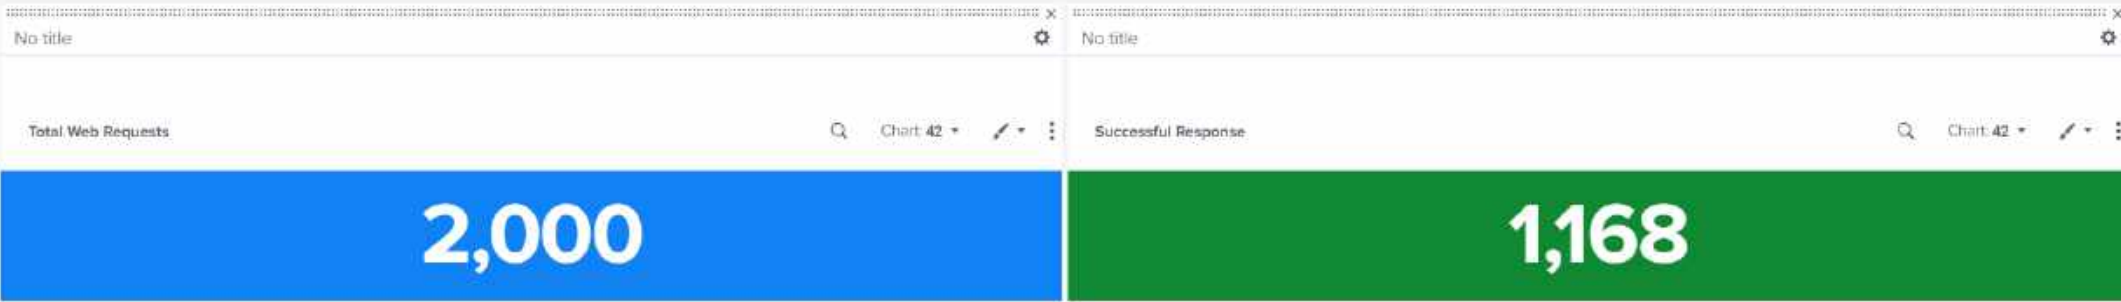 No title
Total Web Requests Chart: 42
2,000
No title
Successful Response Chart: 42
1,168